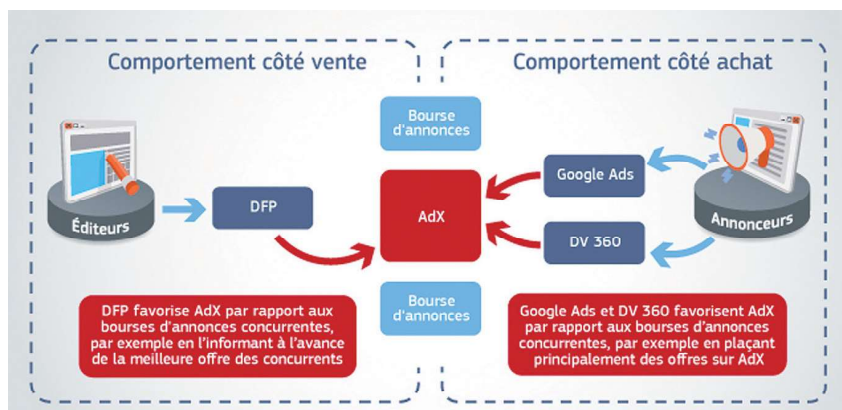 Comportement côté vente
Comportement côté achat
Bourse
d'annonces
Éditeurs
DFP
AdX
Google Ads
DV 360
Annonceurs
Bourse
d'annonces
DFP favorise AdX par rapport aux
bourses d'annonces concurrentes,
par exemple en l'informant à l'avance
de la meilleure offre des concurrents
Google Ads et DV 360 favorisent AdX
par rapport aux bourses d'annonces
concurrentes, par exemple en plaçant
principalement des offres sur AdX